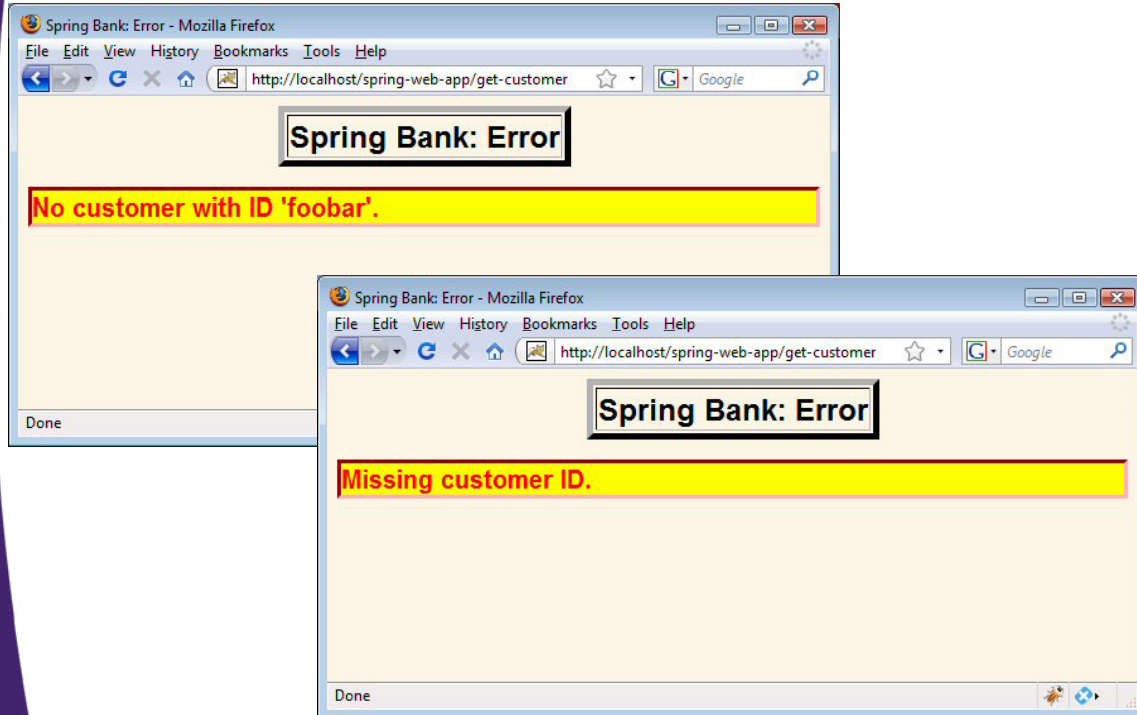 Spring Bank: Error - Mozilla Firefox
File Edit View History Bookmarks Tools Help
http://localhost/spring-web-app/get-customer
G Google
Spring Bank: Error
No customer with ID 'foobar'.
Done
Spring Bank: Error - Mozilla Firefox
File Edit View History Bookmarks Tools Help
http://localhost/spring-web-app/get-customer
G Google
Spring Bank: Error
Missing customer ID.
Done